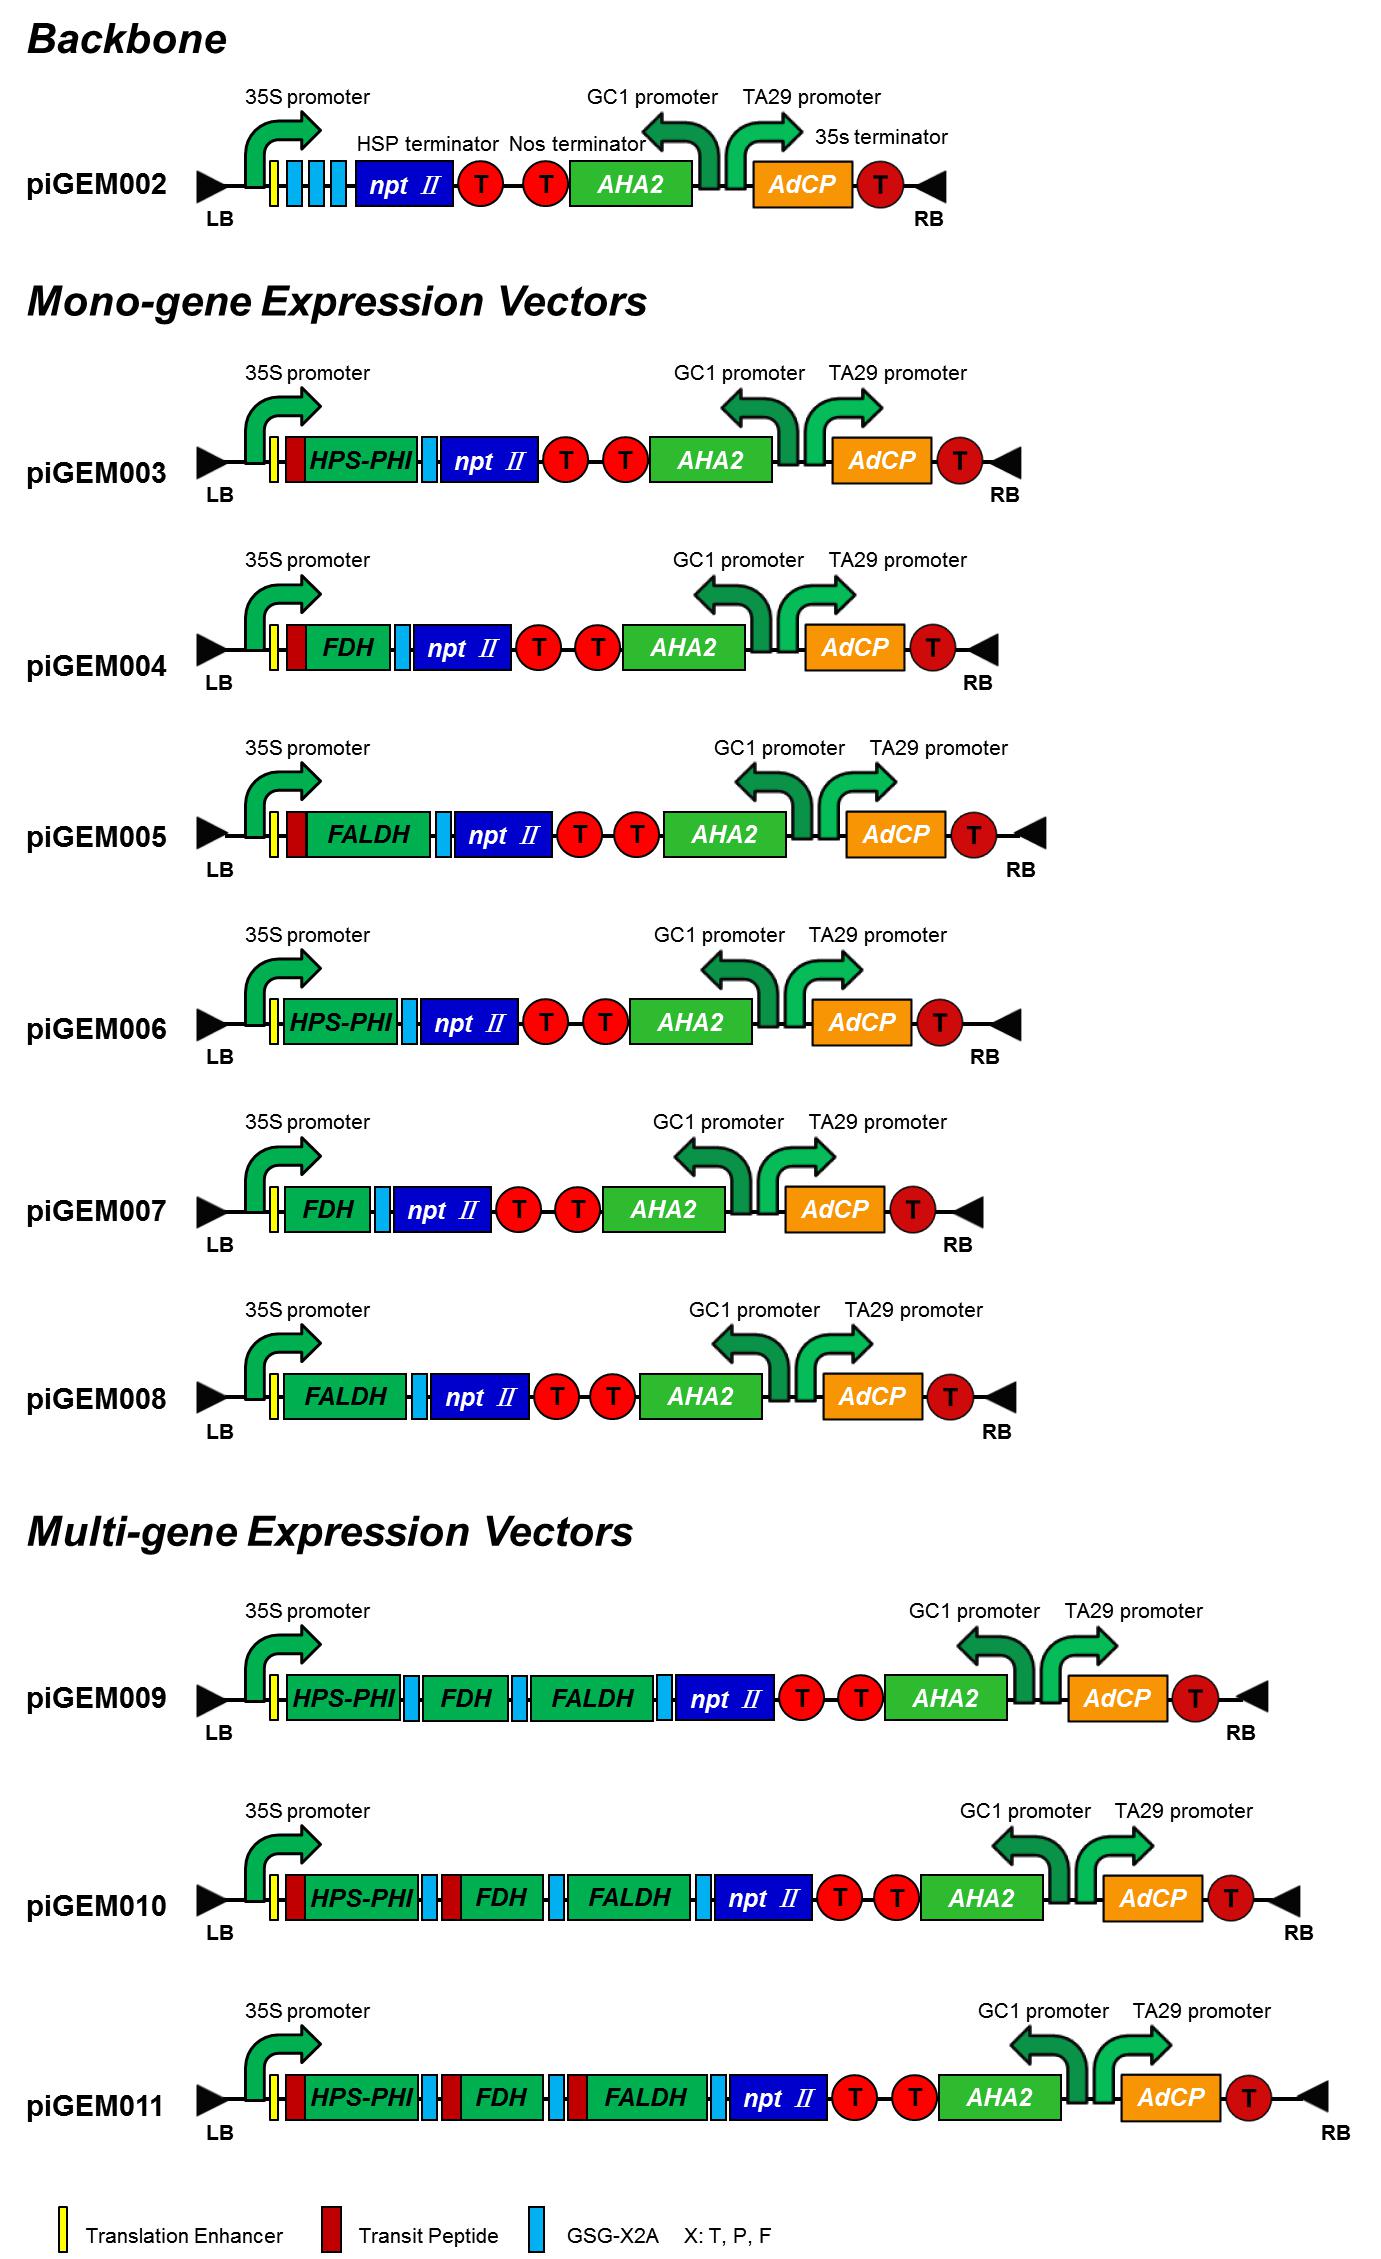 Backbone
35S promoter GC1 promoter TA29 promoter
HSP terminator Nos terminator 35s terminator
piGEM002 npt II T T AHA2 AdCP T
LB RB
Mono-gene Expression Vectors
35S promoter GC1 promoter TA29 promoter
piGEM003 HPS-PHI npt II T T AHA2 AdCP T
LB RB
35S promoter GC1 promoter TA29 promoter
piGEM004 FDH npt II T T AHA2 AdCP T
LB RB
35S promoter GC1 promoter TA29 promoter
piGEM005 FALDH npt II T T AHA2 AdCP T
LB RB
35S promoter GC1 promoter TA29 promoter
piGEM006 HPS-PHI npt II T T AHA2 AdCP T
LB RB
35S promoter GC1 promoter TA29 promoter
piGEM007 FDH npt II T T AHA2 AdCP T
LB RB
35S promoter GC1 promoter TA29 promoter
piGEM008 FALDH npt II T T AHA2 AdCP T
LB RB
Multi-gene Expression Vectors
35S promoter GC1 promoter TA29 promoter
piGEM009 HPS-PHI FDH FALDH npt II T T AHA2 AdCP T
LB RB
35S promoter GC1 promoter TA29 promoter
piGEM010 HPS-PHI FDH FALDH npt II T T AHA2 AdCP T
LB RB
35S promoter GC1 promoter TA29 promoter
piGEM011 HPS-PHI FDH FALDH npt II T T AHA2 AdCP T
LB RB
Translation Enhancer Transit Peptide GSG-X2A X: T, P, F